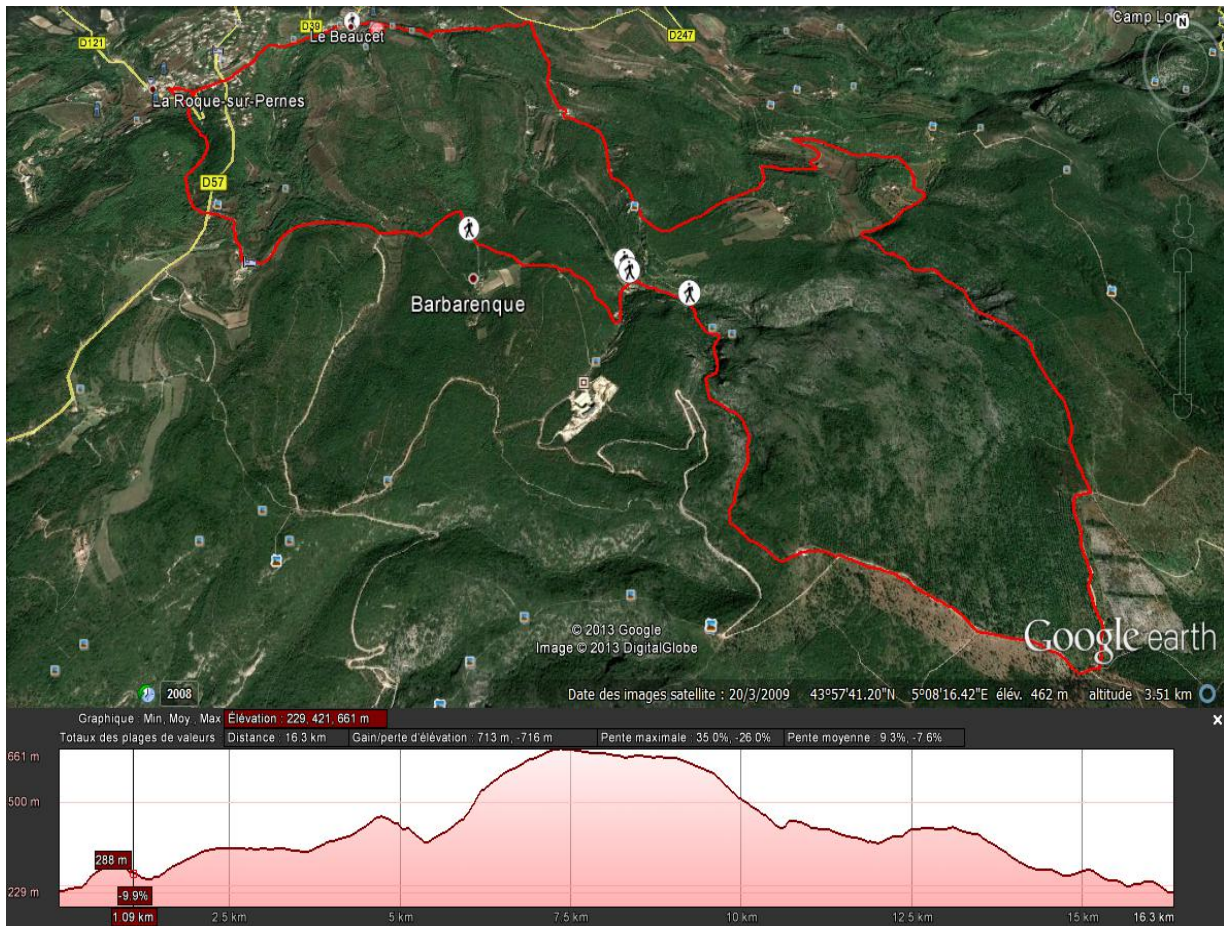 Camp Long
N
D121
D39
D247
Le Beaucet
La Roque-sur-Pernes
D57
Barbarenque
© 2013 Google
Image © 2013 DigitalGlobe
Google earth
2008
Date des images satellite : 20/3/2009 43°57'41.20"N 5°08'16.42"E élév. 462 m altitude 3.51 km
Graphique : Min, Moy., Max Élévation : 229, 421, 661 m
x
Totaux des plages de valeurs Distance : 16.3 km Gain/perte d'élévation : 713 m, -716 m Pente maximale : 35.0%, -26.0% Pente moyenne : 9.3%, -7.6%
661 m
500 m
288 m
229 m
-9.9%
1.09 km 2.5 km 5 km 7.5 km 10 km 12.5 km 15 km 16.3 km